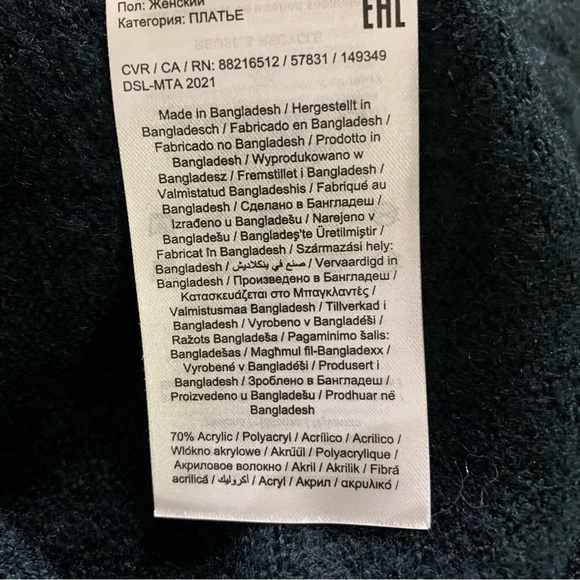 Пол: Женский
Категория: ПЛАТЬЕ
EAC
CVR / CA / RN: 88216512 / 57831 / 149349
DSL-MTA 2021
Made in Bangladesh / Hergestellt in
Bangladesch / Fabricado en Bangladesh /
Fabricado no Bangladesh / Prodotto in
Bangladesh / Wyprodukowano w
Bangladesz / Fremstillet i Bangladesh /
Valmistatud Bangladeshis / Fabriqué au
Bangladesh / Сделано в Бангладеш /
Izrađeno u Bangladešu / Narejeno v
Bangladešu / Bangladeş'te Üretilmiştir /
Fabricat în Bangladesh / Származási hely:
Bangladesh / صنع في بنكلاديش / Vervaardigd in
Bangladesh / Произведено в Бангладеш /
Κατασκευάζεται στο Μπαγκλαντές /
Valmistusmaa Bangladesh / Tillverkad i
Bangladesh / Vyrobeno v Bangladéši /
Ražots Bangladeša / Pagaminimo šalis:
Bangladešas / Magħmul fil-Bangladexx /
Vyrobené v Bangladéši / Produsert i
Bangladesh / Зроблено в Бангладеш /
Proizvedeno u Bangladešu / Prodhuar në
Bangladesh
70% Acrylic / Polyacryl / Acrílico / Acrilico /
Włókno akrylowe / Akrüül / Polyacrylique /
Акриловое волокно / Akril / Akrilik / Fibră
acrilică / أكروليك / Acryl / Акрил / ακρυλικό /